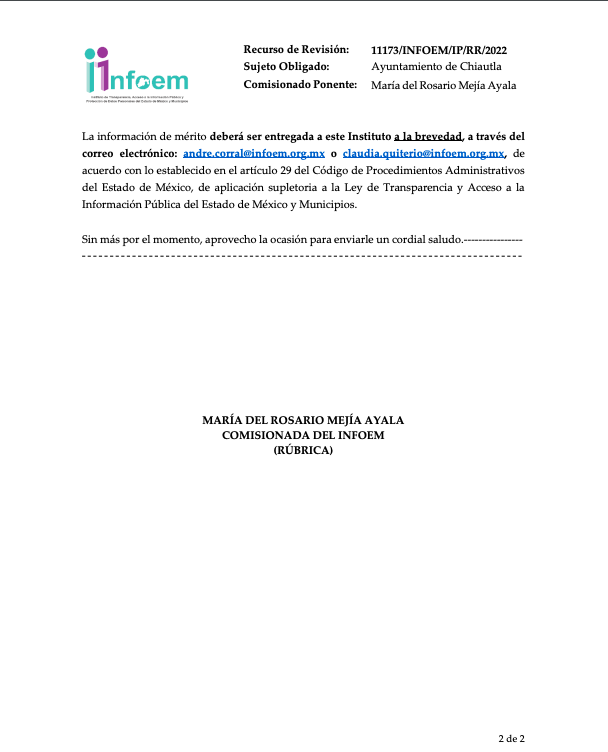 infoem
Instituto de Transparencia, Acceso a la Información Pública y
Protección de Datos Personales del Estado de México y Municipios
Recurso de Revisión: 11173/INFOEM/IP/RR/2022
Sujeto Obligado: Ayuntamiento de Chiautla
Comisionado Ponente: María del Rosario Mejía Ayala
La información de mérito deberá ser entregada a este Instituto a la brevedad, a través del
correo electrónico: andre.corral@infoem.org.mx o claudia.quiterio@infoem.org.mx, de
acuerdo con lo establecido en el artículo 29 del Código de Procedimientos Administrativos
del Estado de México, de aplicación supletoria a la Ley de Transparencia y Acceso a la
Información Pública del Estado de México y Municipios.
Sin más por el momento, aprovecho la ocasión para enviarle un cordial saludo.----------------
--------------------------------------------------------------------------------
MARÍA DEL ROSARIO MEJÍA AYALA
COMISIONADA DEL INFOEM
(RÚBRICA)
2 de 2